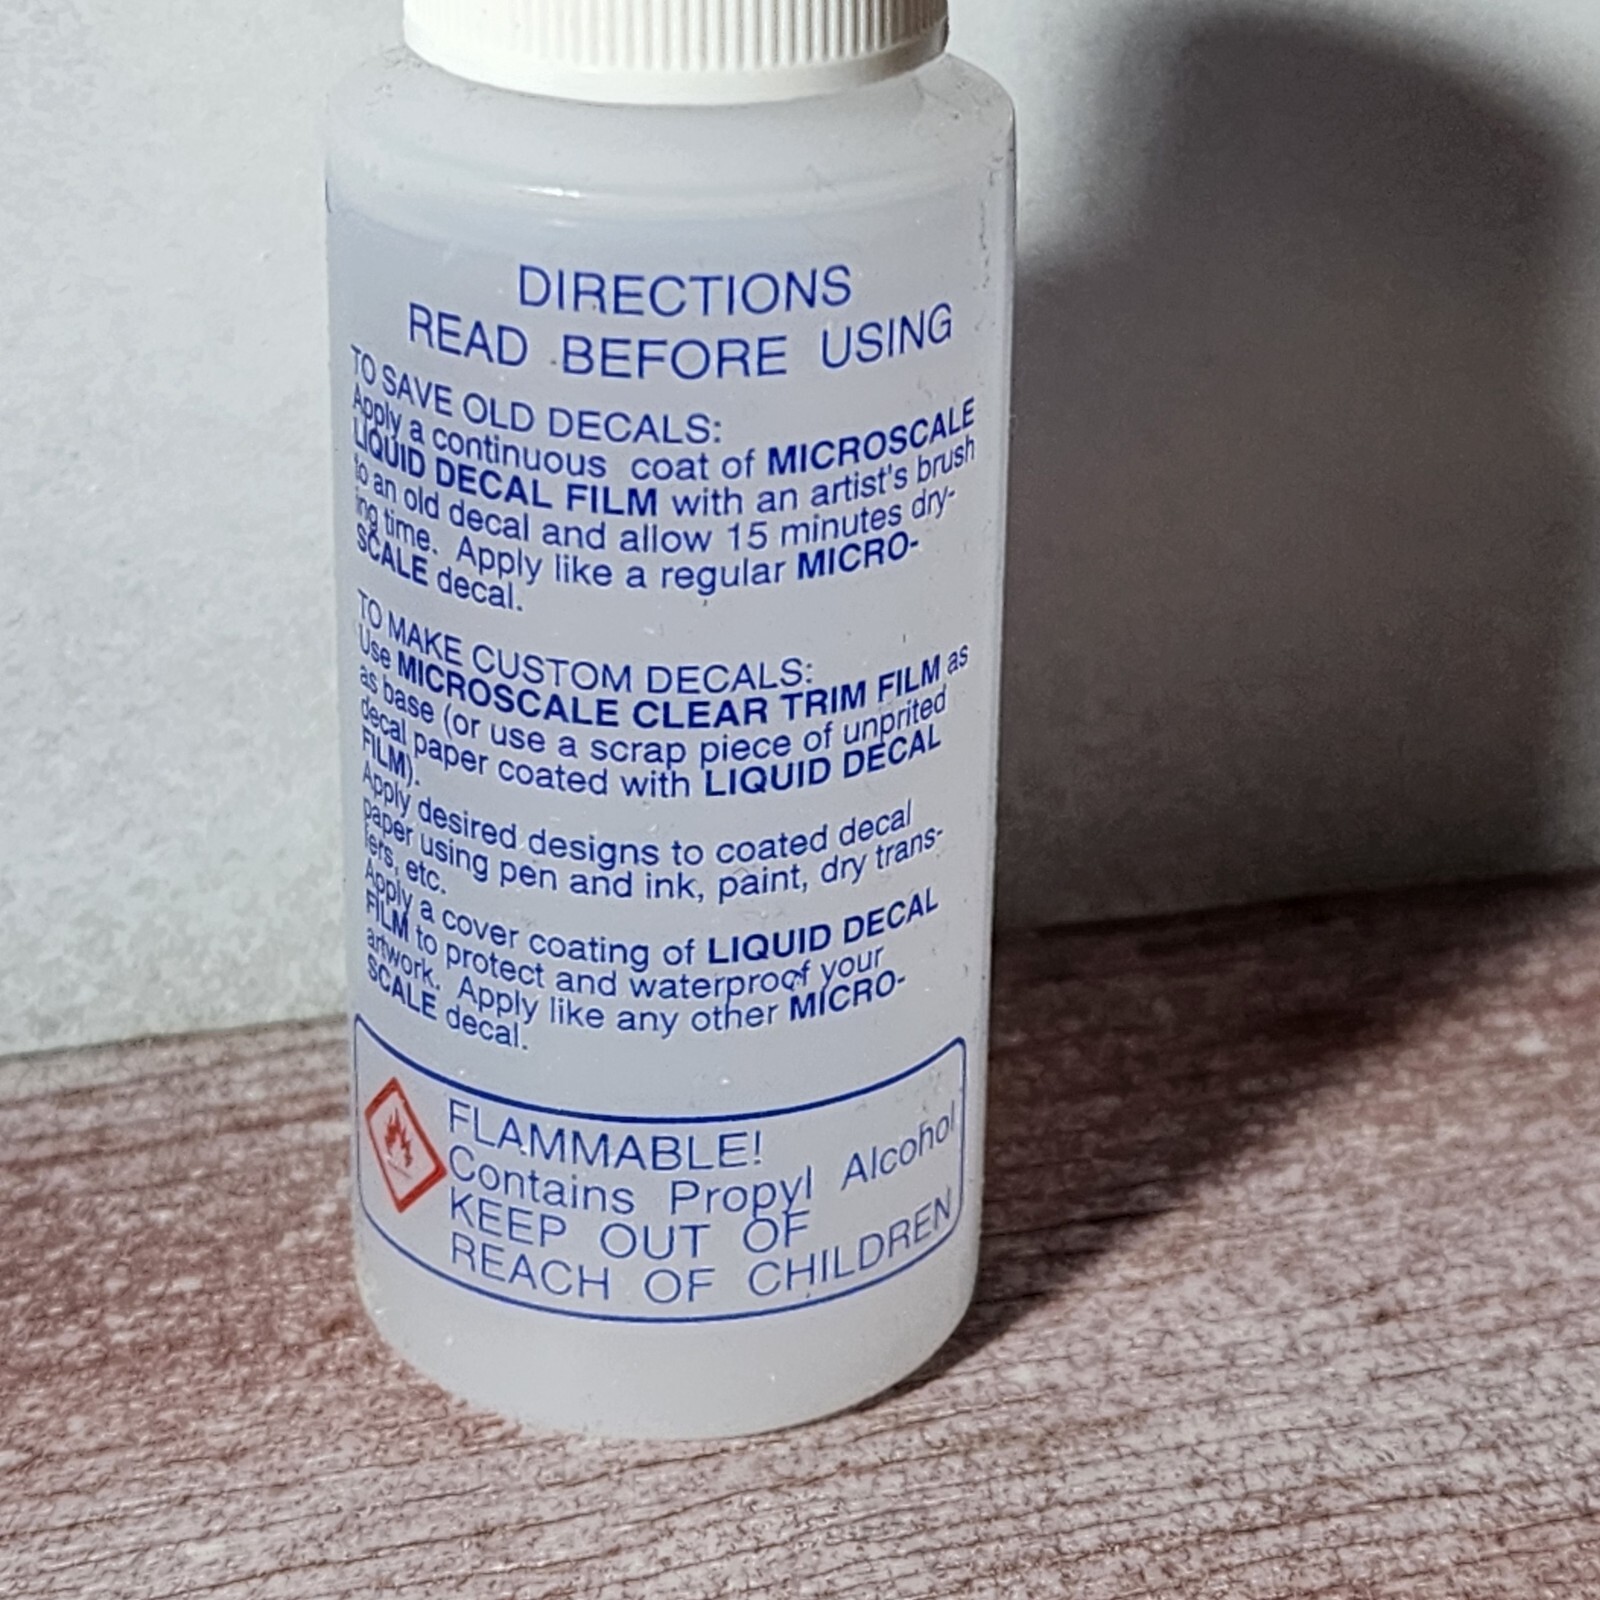 DIRECTIONS
READ BEFORE USING
TO SAVE OLD DECALS:
Apply a continuous coat of MICROSCALE
LIQUID DECAL FILM with an artist's brush
to an old decal and allow 15 minutes dry-
ing time. Apply like a regular MICRO-
SCALE decal.
TO MAKE CUSTOM DECALS:
Use MICROSCALE CLEAR TRIM FILM as
as base (or use a scrap piece of unprited
decal paper coated with LIQUID DECAL
FILM).
Apply desired designs to coated decal
paper using pen and ink, paint, dry trans-
fers, etc.
Apply a cover coating of LIQUID DECAL
FILM to protect and waterproof your
artwork. Apply like any other MICRO-
SCALE decal.
FLAMMABLE!
Contains Propyl Alcohol
KEEP OUT OF
REACH OF CHILDREN